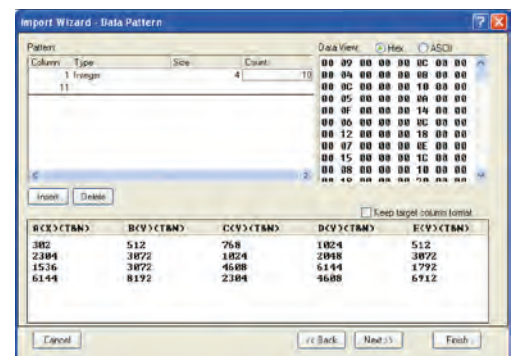 Import Wizard - Data Pattern
Pattern:
Column Type Size Count
1 Integer 4 10
11
Data View: Hex ASCII
00 09 00 00 00 0C 00 00
00 04 00 00 00 08 00 00
00 0C 00 00 00 10 00 00
00 05 00 00 00 0A 00 00
00 0F 00 00 00 14 00 00
00 06 00 00 00 0C 00 00
00 12 00 00 00 18 00 00
00 07 00 00 00 0E 00 00
00 15 00 00 00 1C 00 00
00 08 00 00 00 10 00 00
Insert Delete
Keep target column format
A(X)(T&N) B(Y)(T&N) C(Y)(T&N) D(Y)(T&N) E(Y)(T&N)
302 512 768 1024 512
2304 3072 1024 2048 3072
1536 3072 4608 6144 1792
6144 8192 2304 4608 6912
Cancel << Back Next >> Finish